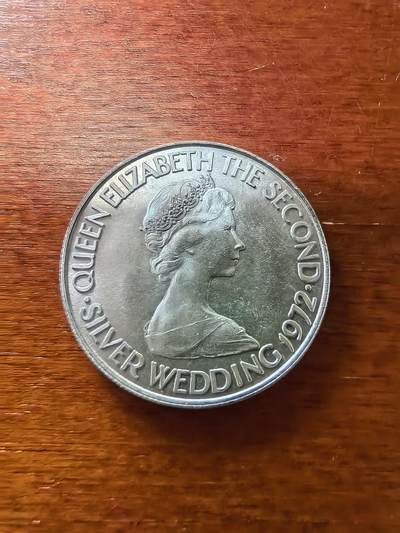 · QUEEN ELIZABETH THE SECOND ·
SILVER WEDDING 1972